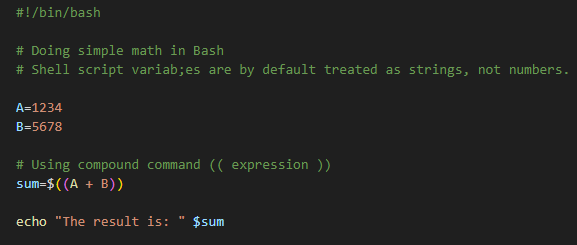 #!/bin/bash
# Doing simple math in Bash
# Shell script variab;es are by default treated as strings, not numbers.
A=1234
B=5678
# Using compound command (( expression ))
sum=$((A + B))
echo "The result is: " $sum